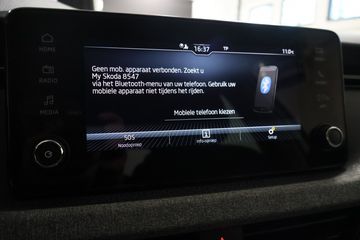 16:37
TP
11.0°C
HOME
RADIO
MEDIA
Geen mob. apparaat verbonden. Zoekt u
My Skoda 8547
via het Bluetooth-menu van uw telefoon. Gebruik uw
mobiele apparaat niet tijdens het rijden.
Mobiele telefoon kiezen
SOS
Noodoproep
Info-oproep
Setup